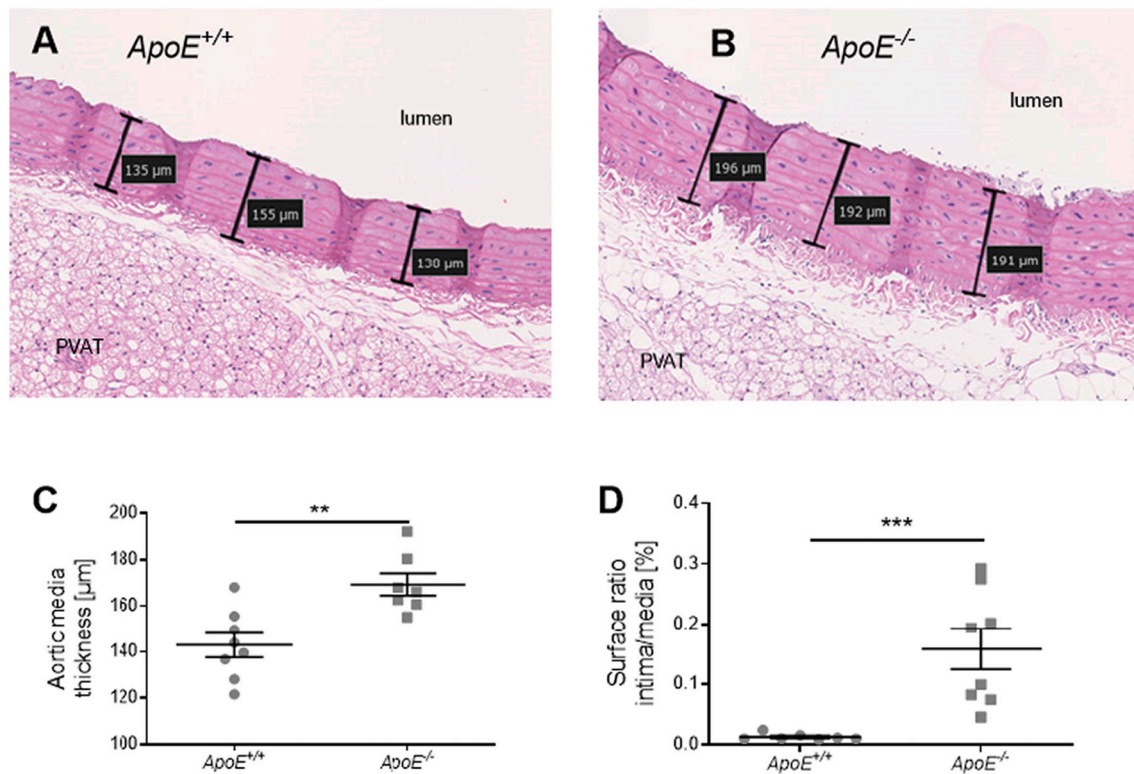 A
ApoE+/+
lumen
135 µm
155 µm
130 µm
PVAT
B
ApoE-/-
lumen
196 µm
192 µm
191 µm
PVAT
C
Aortic media
thickness [µm]
200
180
160
140
120
100
**
ApoE+/+
ApoE-/-
D
Surface ratio
intima/media [%]
0.4
0.3
0.2
0.1
0.0
***
ApoE+/+
ApoE-/-